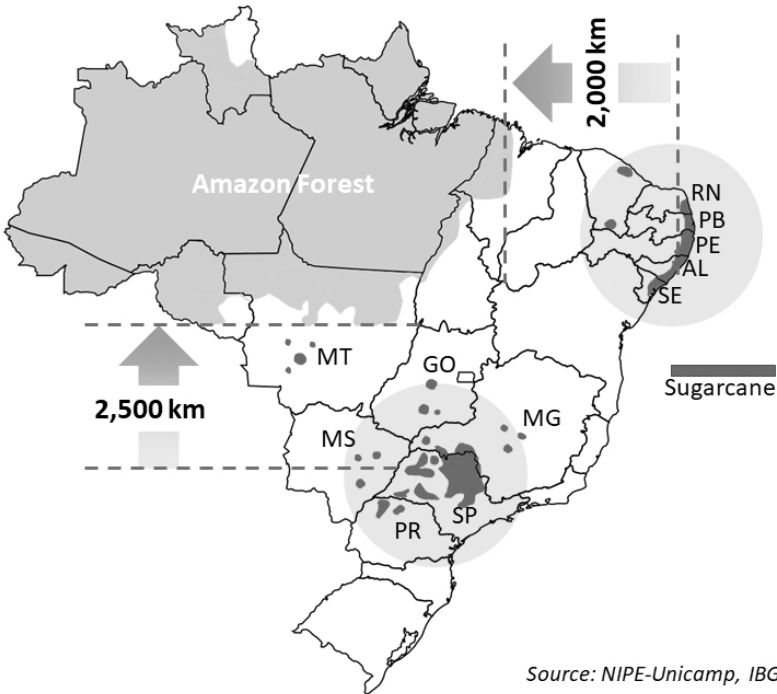 2,000 km
Amazon Forest
RN
PB
PE
AL
SE
MT
GO
Sugarcane
2,500 km
MS
MG
SP
PR
Source: NIPE-Unicamp, IBG